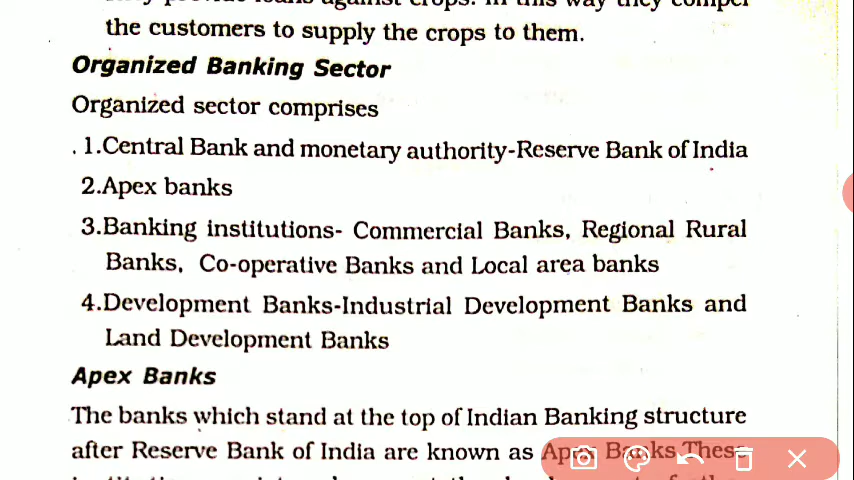 the customers to supply the crops to them.
Organized Banking Sector
Organized sector comprises
1.Central Bank and monetary authority-Reserve Bank of India
2.Apex banks
3.Banking institutions- Commercial Banks, Regional Rural
Banks, Co-operative Banks and Local area banks
4.Development Banks-Industrial Development Banks and
Land Development Banks
Apex Banks
The banks which stand at the top of Indian Banking structure
after Reserve Bank of India are known as Apex Banks.These